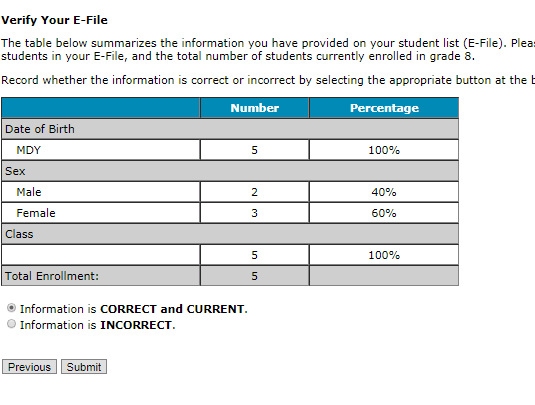 Verify Your E-File
The table below summarizes the information you have provided on your student list (E-File).
students in your E-File, and the total number of students currently enrolled in grade 8.
Record whether the information is correct or incorrect by selecting the appropriate button at the
Number Percentage
Date of Birth
MDY 5 100%
Sex
Male 2 40%
Female 3 60%
Class
5 100%
Total Enrollment: 5
Information is CORRECT and CURRENT.
Information is INCORRECT.
Previous Submit